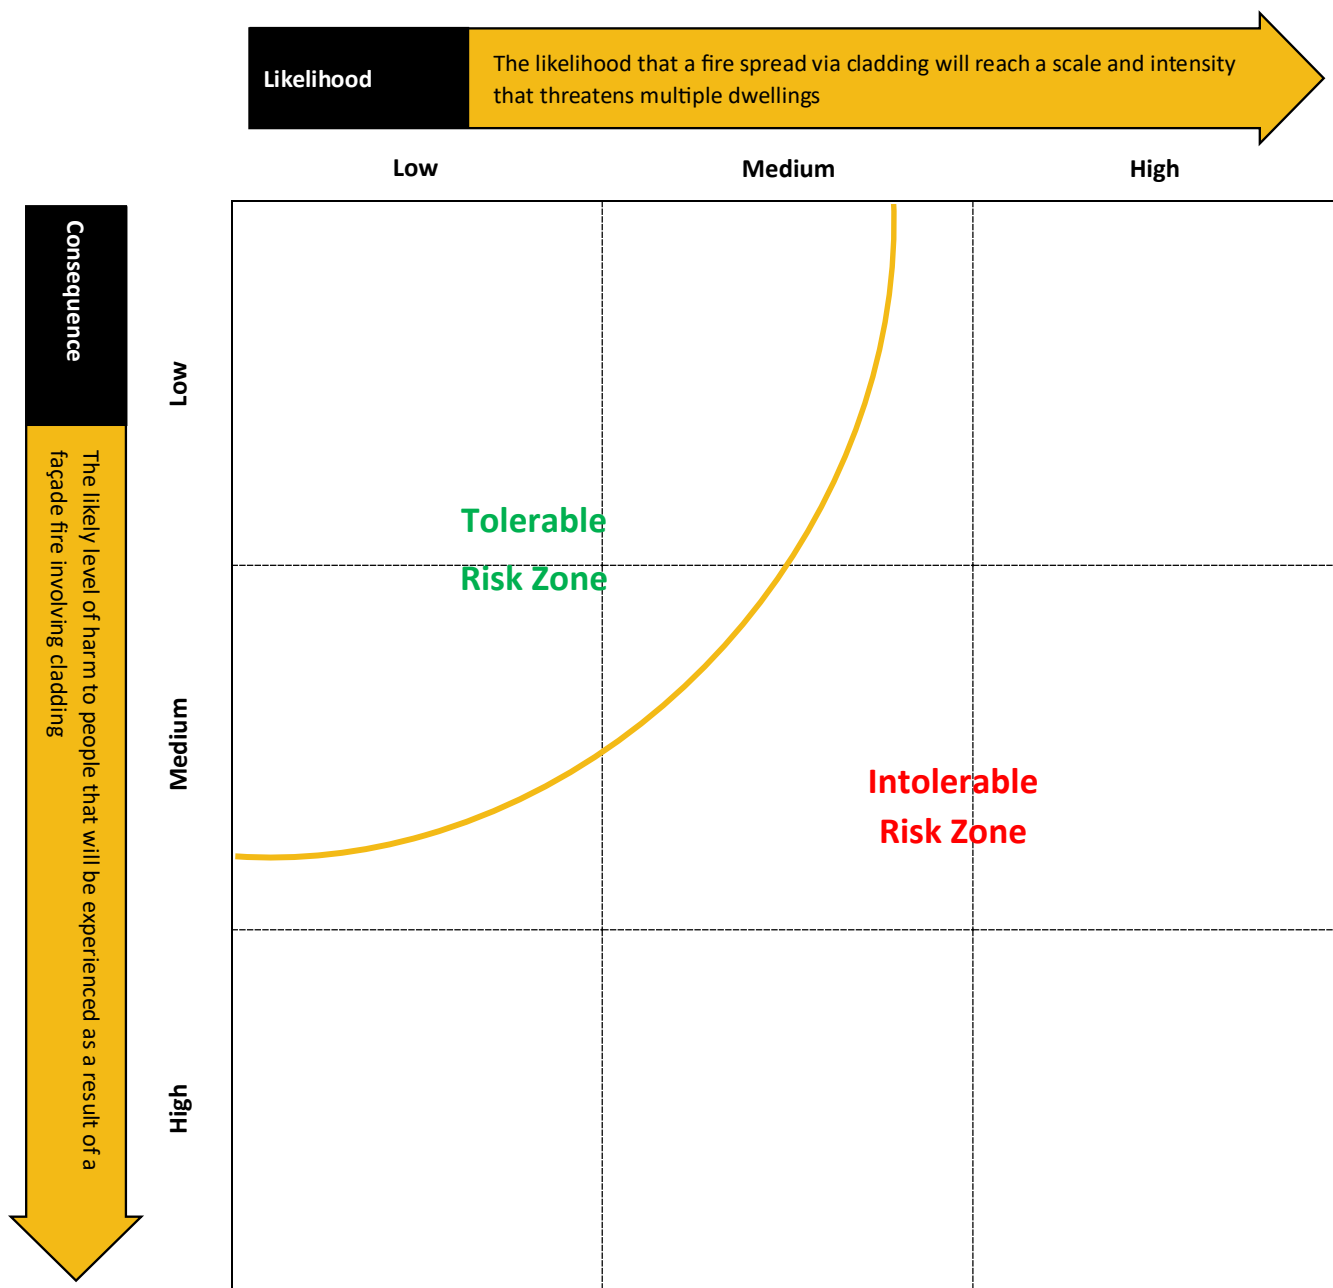 Likelihood
The likelihood that a fire spread via cladding will reach a scale and intensity
that threatens multiple dwellings
Low
Medium
High
Consequence
The likely level of harm to people that will be experienced as a result of a
façade fire involving cladding
Low
Medium
High
Tolerable
Risk Zone
Intolerable
Risk Zone